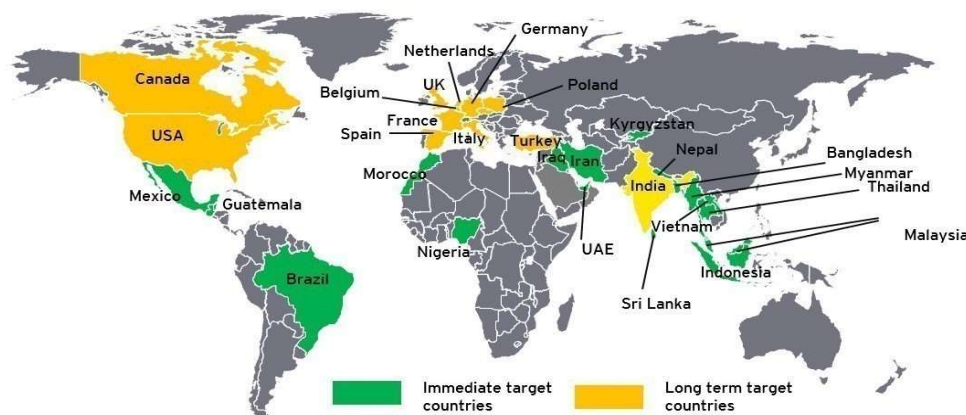 Germany
Netherlands
Canada
UK
Belgium
Poland
France
USA
Spain
Italy
Turkey
Kyrgyzstan
Iraq
Iran
Nepal
Bangladesh
Morocco
India
Myanmar
Thailand
Mexico
Guatemala
Vietnam
Malaysia
Nigeria
UAE
Brazil
Indonesia
Sri Lanka
Immediate target
countries
Long term target
countries